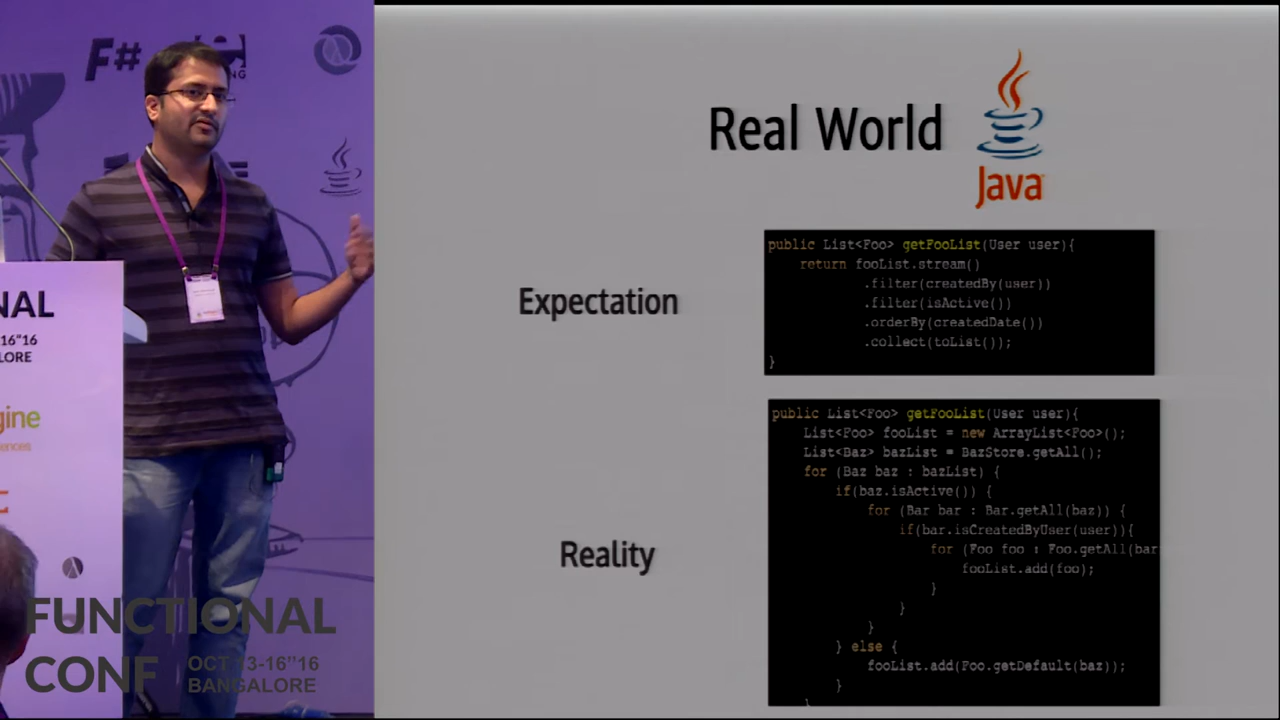 F#
NAL
16"16
LORE
gine
ences
FUNCTIONAL
CONF
OCT 13-16"16
BANGALORE
Real World
Java
Expectation
public List<Foo> getFooList(User user){
return fooList.stream()
.filter(createdBy(user))
.filter(isActive())
.orderBy(createdDate())
.collect(toList());
}
Reality
public List<Foo> getFooList(User user){
List<Foo> fooList = new ArrayList<Foo>();
List<Baz> bazList = BazStore.getAll();
for (Baz baz : bazList) {
if(baz.isActive()) {
for (Bar bar : Bar.getAll(baz)) {
if(bar.isCreatedByUser(user)){
for (Foo foo : Foo.getAll(bar
fooList.add(foo);
}
}
}
} else {
fooList.add(Foo.getDefault(baz));
}
}